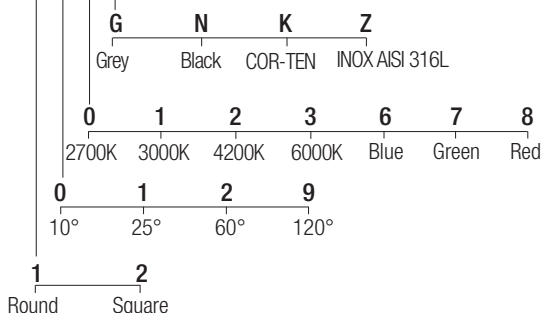 G N K Z
Grey Black COR-TEN INOX AISI 316L
0 1 2 3 6 7 8
2700K 3000K 4200K 6000K Blue Green Red
0 1 2 9
10° 25° 60° 120°
1 2
Round Square